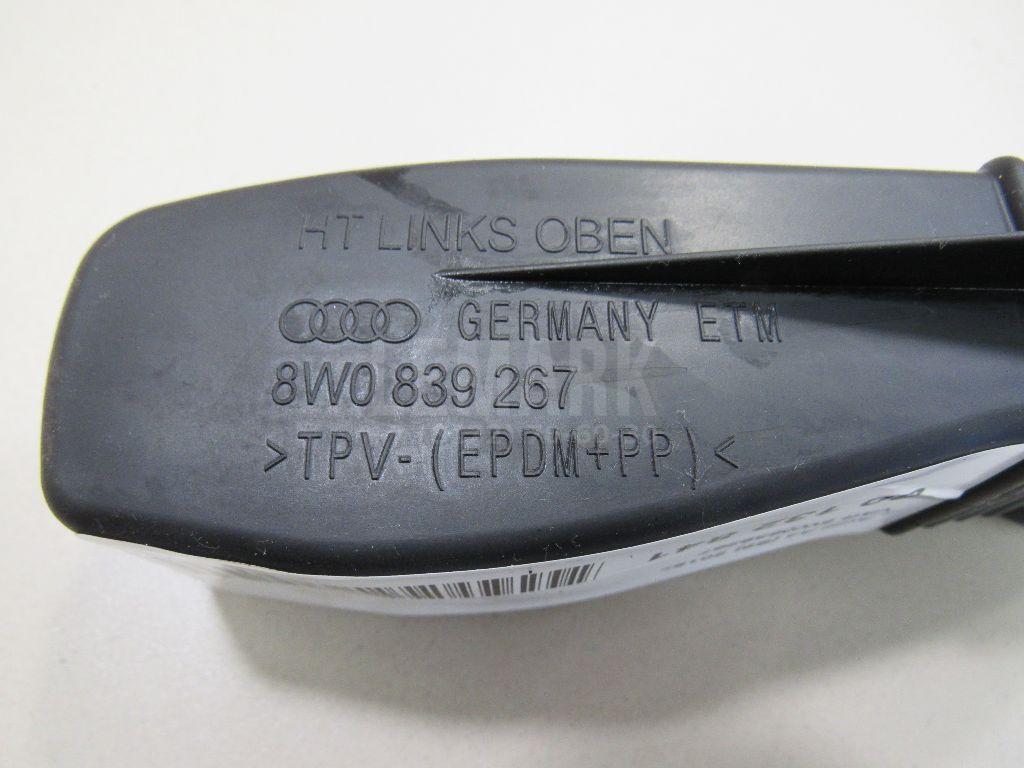 HT LINKS OBEN
GERMANY ETM
8W0 839 267
>TPV-(EPDM+PP)<